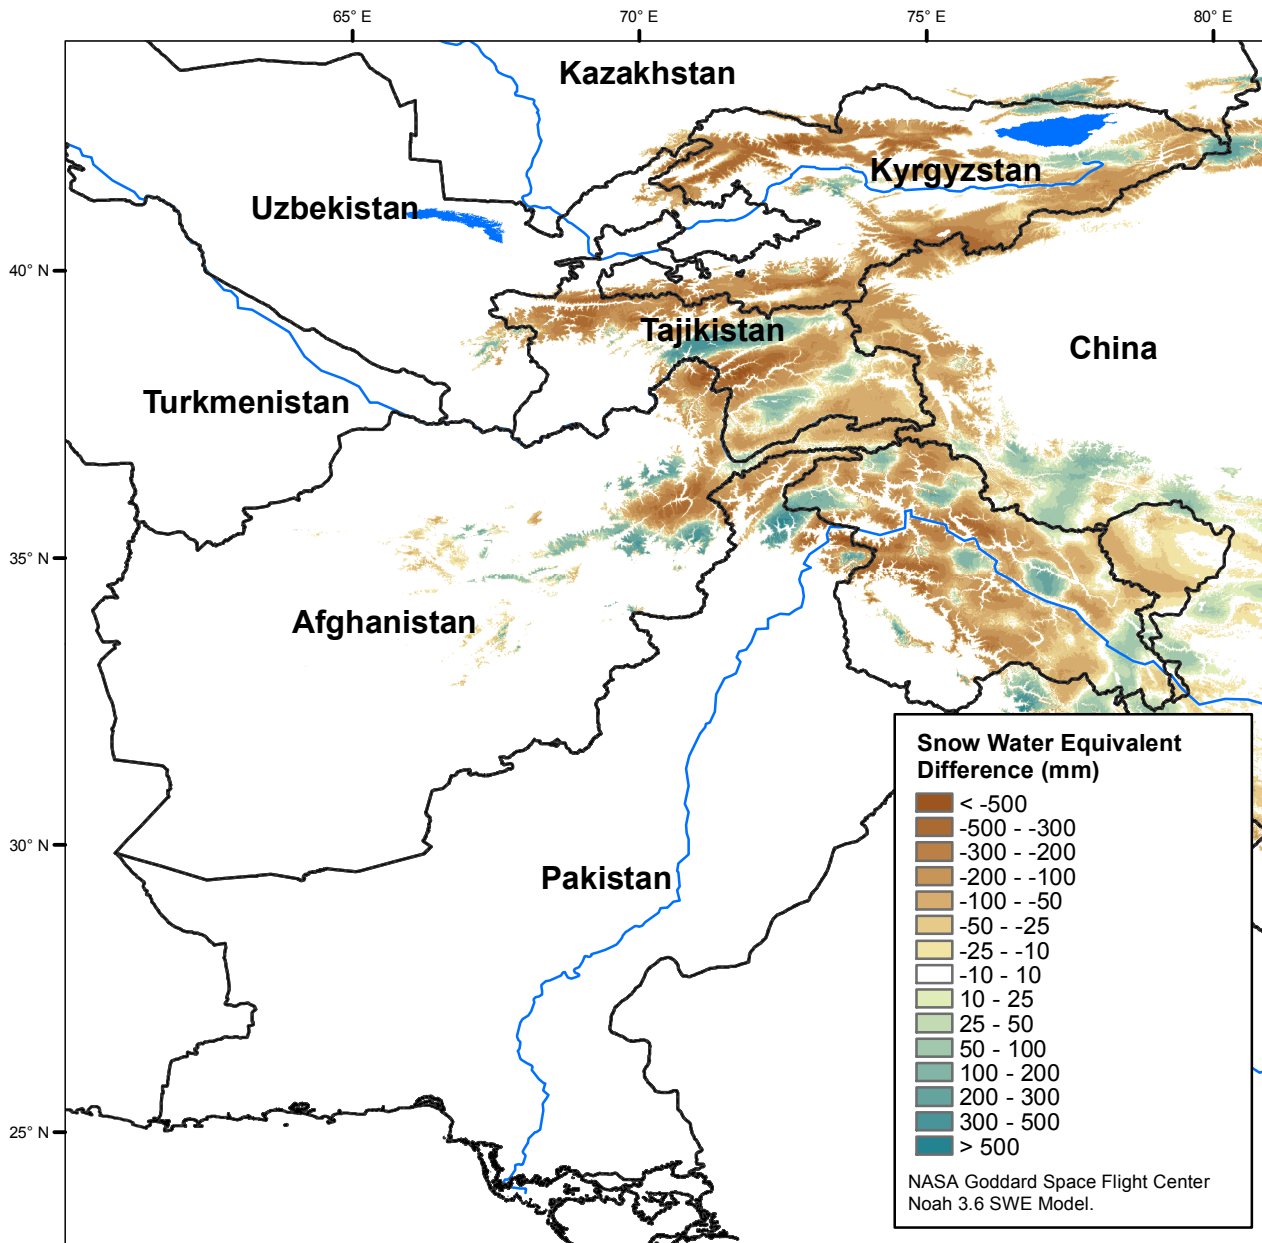 65° E
70° E
75° E
80° E
Kazakhstan
Kyrgyzstan
Uzbekistan
40° N
Tajikistan
China
Turkmenistan
35° N
Afghanistan
Snow Water Equivalent
Difference (mm)
< -500
-500 - -300
-300 - -200
-200 - -100
-100 - -50
-50 - -25
-25 - -10
-10 - 10
10 - 25
25 - 50
50 - 100
100 - 200
200 - 300
300 - 500
> 500
30° N
Pakistan
25° N
NASA Goddard Space Flight Center
Noah 3.6 SWE Model.